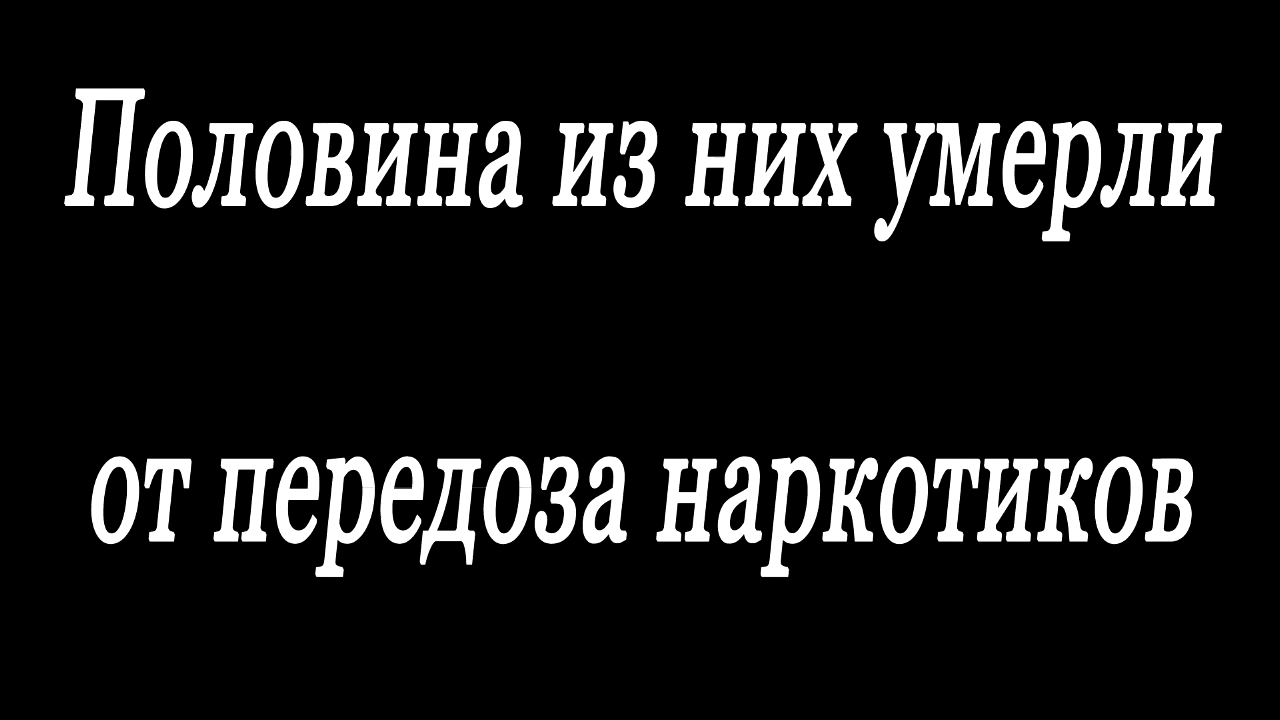 Половина из них умерли
от передоза наркотиков